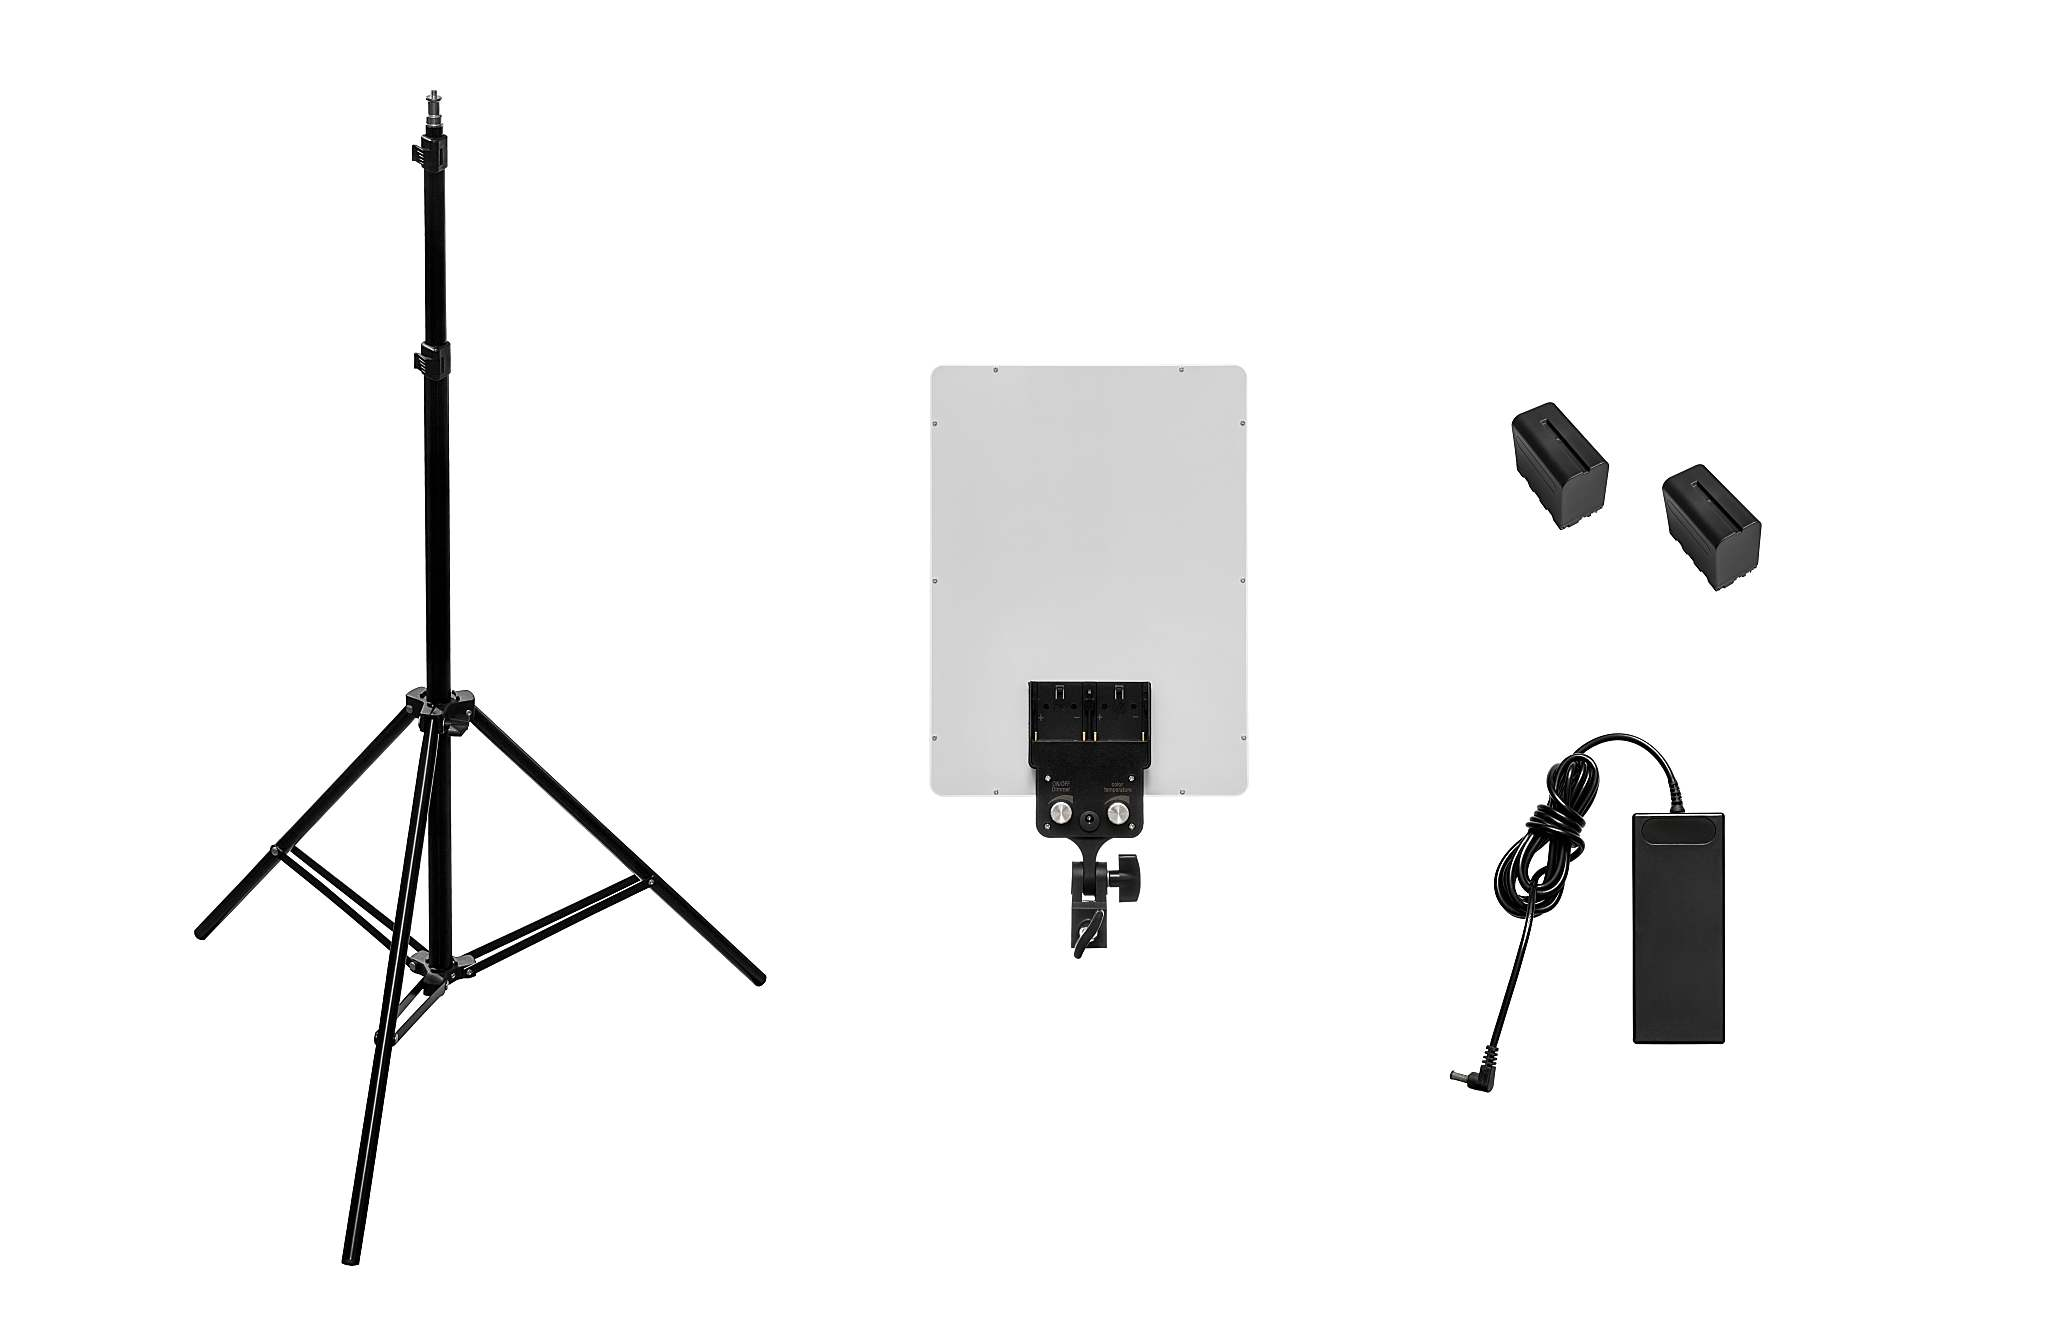 ON/OFF
Dimmer
color
temperature
+ − + −